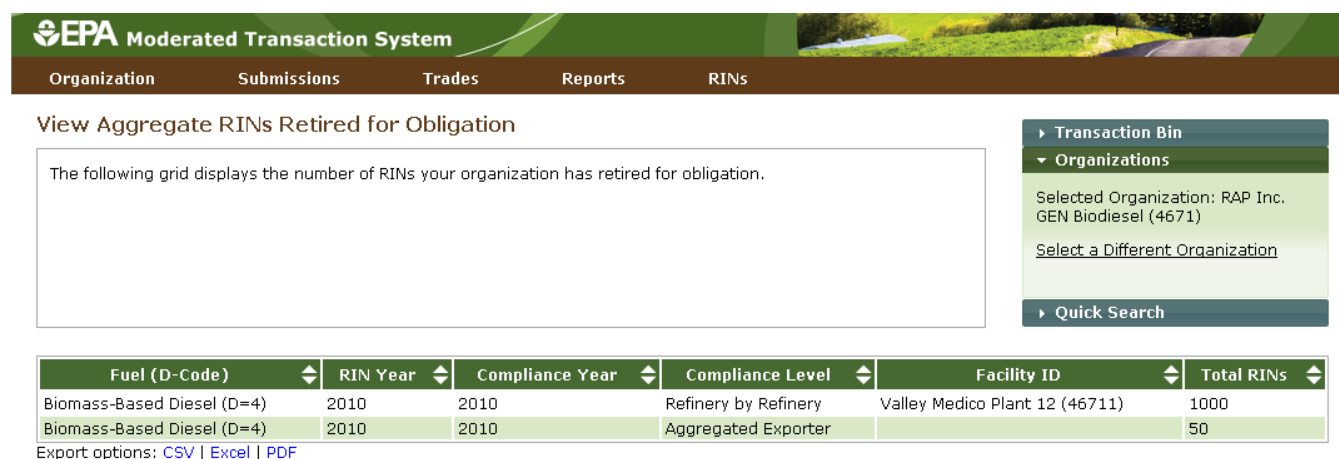 EPA Moderated Transaction System
Organization Submissions Trades Reports RINs
View Aggregate RINs Retired for Obligation
The following grid displays the number of RINs your organization has retired for obligation.
Transaction Bin
Organizations
Selected Organization: RAP Inc.
GEN Biodiesel (4671)
Select a Different Organization
Quick Search
Fuel (D-Code) RIN Year Compliance Year Compliance Level Facility ID Total RINs
Biomass-Based Diesel (D=4) 2010 2010 Refinery by Refinery Valley Medico Plant 12 (46711) 1000
Biomass-Based Diesel (D=4) 2010 2010 Aggregated Exporter 50
Export options: CSV | Excel | PDF